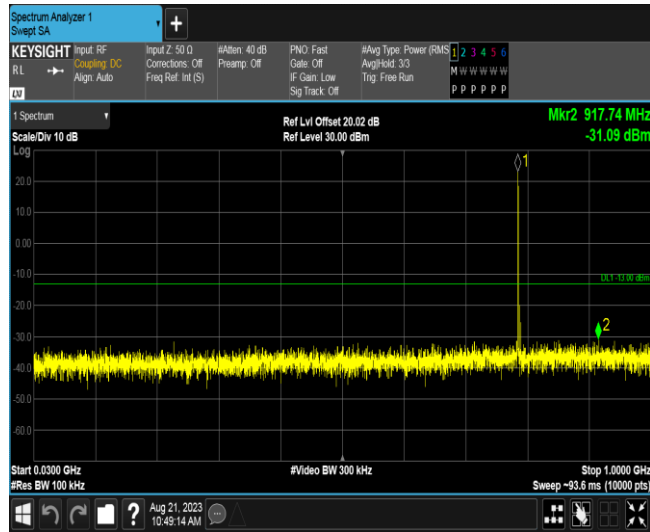 Spectrum Analyzer 1
Swept SA
+
KEYSIGHT
RL
LXI
Input: RF
Coupling: DC
Align: Auto
Input Z: 50 Ω
Corrections: Off
Freq Ref: Int (S)
#Atten: 40 dB
Preamp: Off
PNO: Fast
Gate: Off
IF Gain: Low
Sig Track: Off
#Avg Type: Power (RMS
Avg|Hold: 3/3
Trig: Free Run
1 2 3 4 5 6
M W W W W W
P P P P P P
1 Spectrum
Scale/Div 10 dB
Log
Ref Lvl Offset 20.02 dB
Ref Level 30.00 dBm
Mkr2 917.74 MHz
-31.09 dBm
1
20.0
10.0
0.00
-10.0
DL1 -13.00 dBm
-20.0
2
-30.0
-40.0
-50.0
-60.0
Start 0.0300 GHz
#Res BW 100 kHz
#Video BW 300 kHz
Stop 1.0000 GHz
Sweep ~93.6 ms (10000 pts)
?
Aug 21, 2023
10:49:14 AM